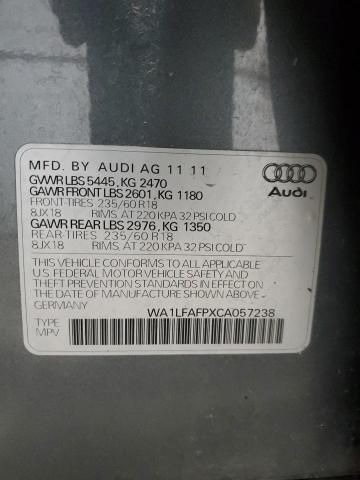 MFD. BY AUDI AG 11 11
GWVR LBS 5445, KG 2470
GAWR FRONT LBS 2601, KG 1180
FRONT-TIRES 235/60 R18
8JX18 RIMS, AT 220 KPA 32 PSI COLD
GAWR REAR LBS 2976, KG 1350
REAR-TIRES 235/60 R18
8JX18 RIMS, AT 220 KPA 32 PSI COLD
Audi
THIS VEHICLE CONFORMS TO ALL APPLICABLE
U.S. FEDERAL MOTOR VEHICLE SAFETY AND
THEFT PREVENTION STANDARDS IN EFFECT ON
THE DATE OF MANUFACTURE SHOWN ABOVE
GERMANY
WA1LFAFPXCA057238
TYPE
MPV